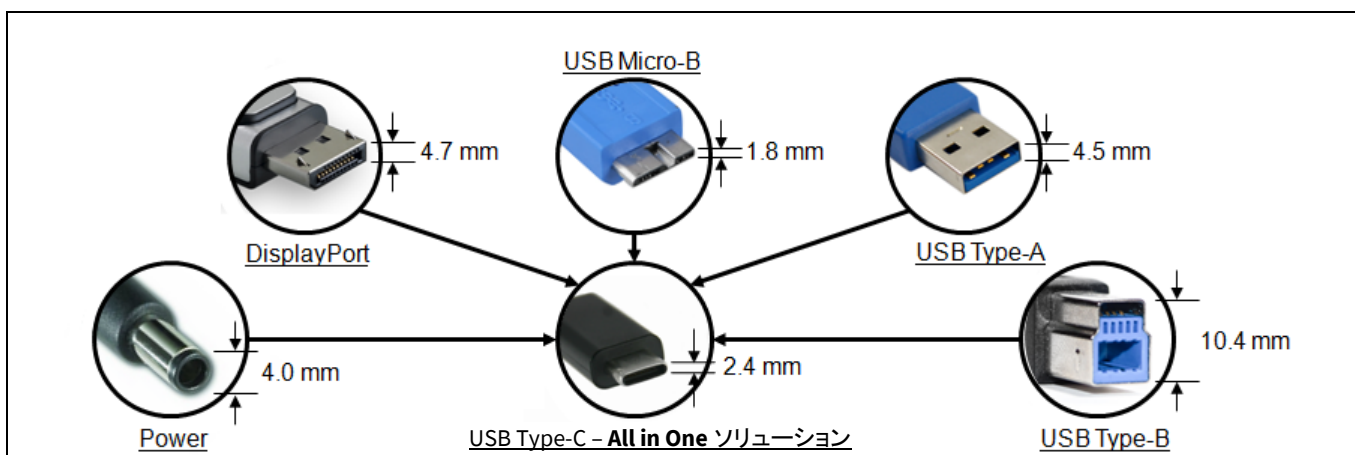 USB Micro-B
4.7 mm
1.8 mm
4.5 mm
DisplayPort
USB Type-A
4.0 mm
2.4 mm
10.4 mm
Power
USB Type-C – All in One ソリューション
USB Type-B